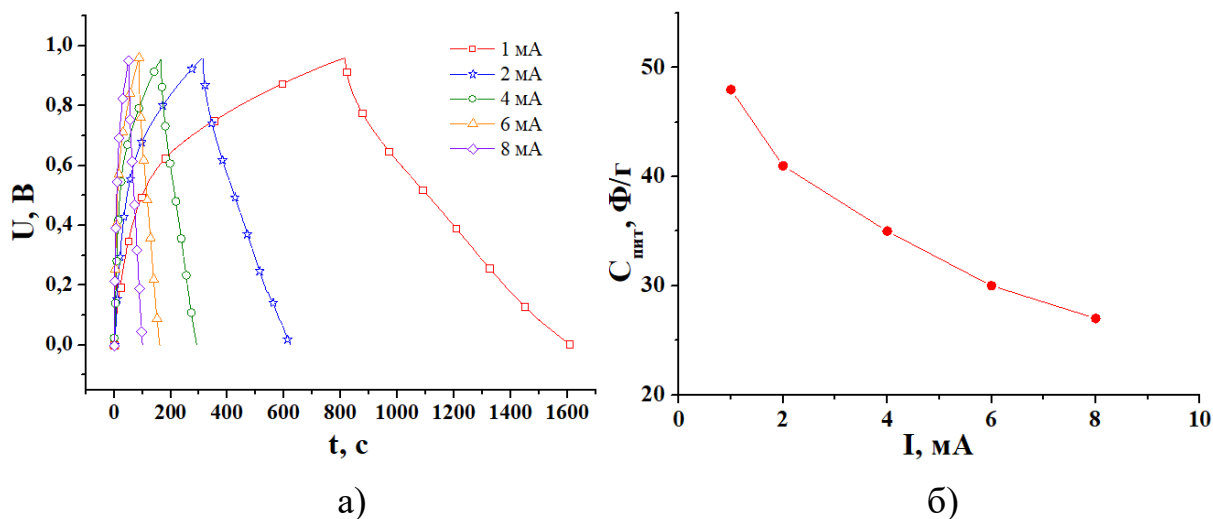 1,0
0,8
0,6
0,4
0,2
0,0
U, В
1 мА
2 мА
4 мА
6 мА
8 мА
0 200 400 600 800 1000 1200 1400 1600
t, с
а)
50
40
30
20
C пит, Ф/г
0 2 4 6 8 10
I, мА
б)